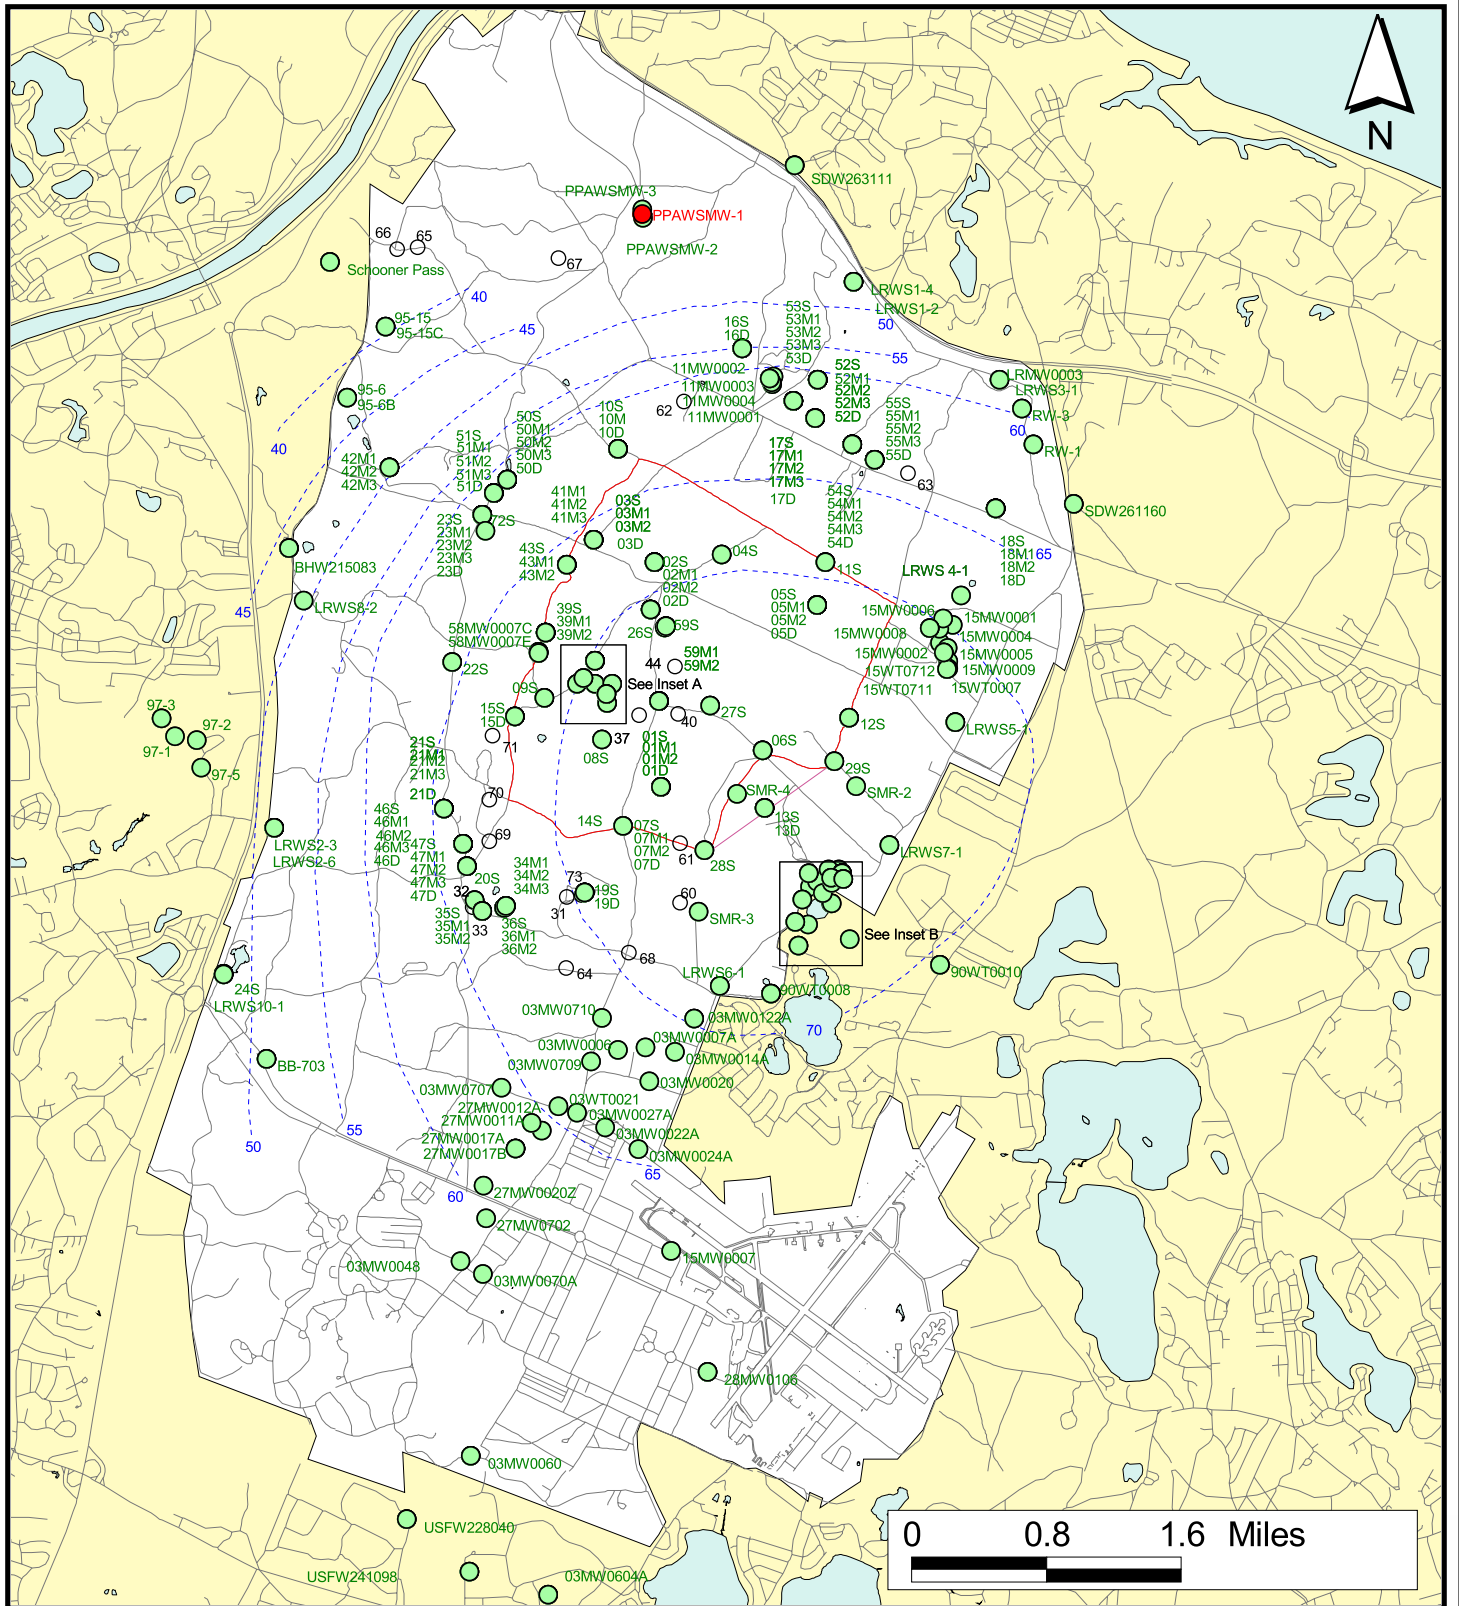 N
SDW263111
PPAWSMW-3
PPAWSMW-1
PPAWSMW-2
66
65
67
Schooner Pass
LRWS1-4
LRWS1-2
40
45
50
55
95-15
95-15C
16S
16D
53S
53M1
53M2
53M3
53D
11MW0002
11MW0003
11MW0004
11MW0001
52S
52M1
52M2
52M3
52D
LRMW0003
LRWS3-1
RW-3
60
RW-1
95-6
95-6B
62
10S
10M
10D
55S
55M1
55M2
55M3
55D
63
40
50S
50M1
50M2
50M3
50D
51S
51M1
51M2
51M3
51D
42M1
42M2
42M3
17S
17M1
17M2
17M3
17D
41M1
41M2
41M3
03S
03M1
03M2
03D
54S
54M1
54M2
54M3
54D
SDW261160
72S
23S
23M1
23M2
23M3
23D
43S
43M1
43M2
04S
11S
65
18S
18M1
18M2
18D
BHW215083
02S
02M1
02M2
02D
LRWS 4-1
45
LRWS8-2
05S
05M1
05M2
05D
39S
39M1
39M2
58MW0007C
58MW0007E
26S
59S
15MW0006
15MW0001
15MW0008
15MW0004
15MW0002
15MW0005
15WT0712
15MW0009
15WT0711
15WT0007
22S
44
59M1
59M2
See Inset A
09S
15S
15D
40
27S
12S
LRWS5-1
97-3
97-1
97-2
97-5
71
08S
37
01S
01M1
01M2
01D
06S
29S
21S
21M1
21M2
21M3
21D
70
SMR-4
SMR-2
13S
13D
14S
07S
07M1
07M2
07D
61
28S
LRWS7-1
LRWS2-3
LRWS2-6
46S
46M1
46M2
46M3
46D
47S
47M1
47M2
47M3
47D
69
20S
34M1
34M2
34M3
73
19S
19D
31
60
SMR-3
32
33
35S
35M1
35M2
36S
36M1
36M2
See Inset B
68
64
90WT0010
24S
LRWS10-1
LRWS6-1
90WT0008
70
03MW0710
03MW0122A
03MW0006
03MW0007A
03MW0709
03MW0014A
BB-703
03MW0020
03MW0707
03WT0021
27MW0012A
27MW0011A
03MW0027A
03MW0022A
27MW0017A
27MW0017B
03MW0024A
50
55
60
65
27MW0020Z
27MW0702
15MW0007
03MW0048
03MW0070A
28MW0106
03MW0060
USFW228040
USFW241098
03MW0604A
0 0.8 1.6 Miles